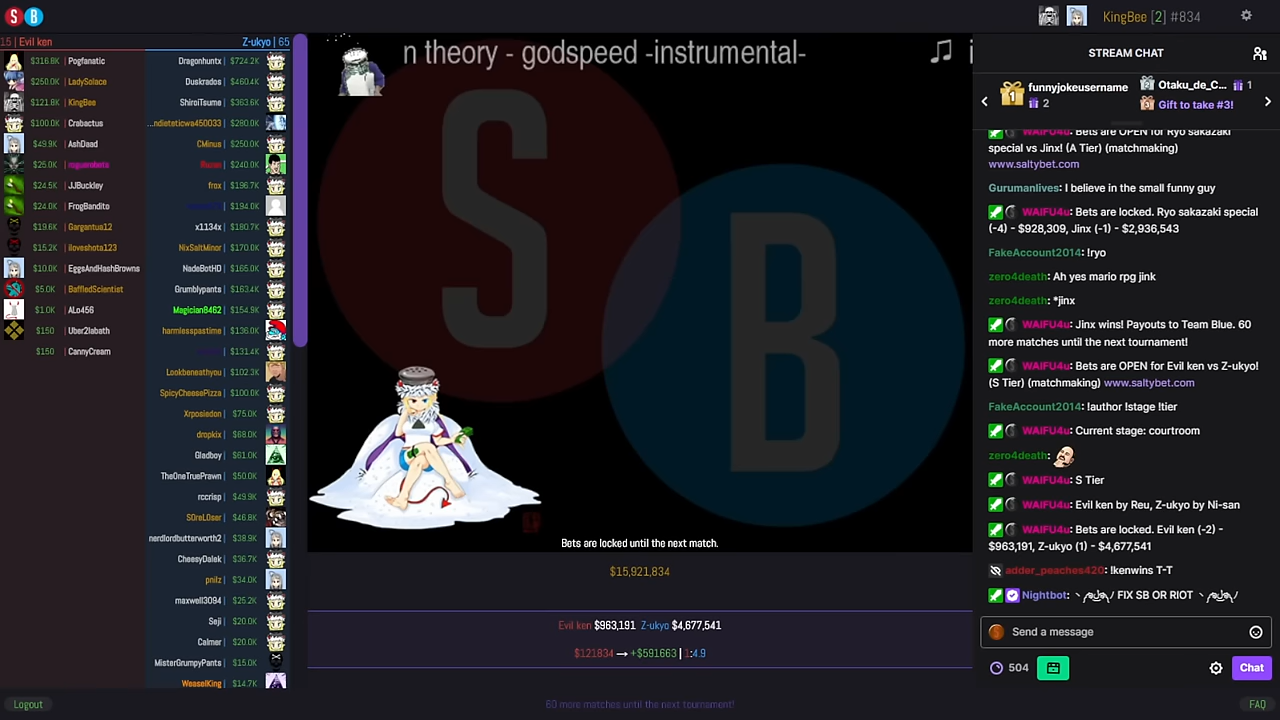 S B
KingBee [2] #834
15 | Evil ken
Z-ukyo | 65
$316.8K | Pogfanatic
$250.0K | LadySolace
$121.8K | KingBee
$100.0K | Crabactus
$49.9K | AshDaad
$25.0K |
$24.5K | JJBuckley
$24.0K | FrogBandito
$19.6K | Gargantua12
$15.2K | iloveshota123
$10.0K | EggsAndHashBrowns
$5.0K | BaffledScientist
$1.0K | ALo456
$150 | Uber2labath
$150 | CannyCream
Dragonhuntx | $724.2K
Duskrados | $460.4K
ShiroiTsume | $363.6K
...ndietsticwa450033 | $280.0K
CMinus | $250.0K
$240.0K
frox | $196.7K
$194.0K
x1134x | $180.7K
NixSaltMinor | $170.0K
NadeBotHD | $165.0K
Grumblypants | $163.4K
Magician8462 | $154.8K
harmlesspastime | $136.0K
$131.4K
Lookbeneathyou | $102.3K
SpicyCheesePizza | $100.0K
Xrposiedon | $75.0K
dropkix | $68.0K
Gladboy | $61.0K
TheOneTruePrawn | $50.0K
rccrisp | $49.9K
S0reL0ser | $46.8K
nerdlordbutterworth2 | $38.9K
CheesyDalek | $36.7K
pnilz | $34.0K
maxwell3094 | $25.2K
Seji | $20.0K
Celmer | $20.0K
MisterGrumpyPants | $15.0K
WeaselKing | $14.7K
Logout
n theory - godspeed -instrumental-
S
B
Bets are locked until the next match.
$15,921,834
Evil ken $963,191 Z-ukyo $4,677,541
$121834 → +$591663 | 1:4.9
60 more matches until the next tournament!
STREAM CHAT
1 funnyjokeusername
2
Otaku_de_C... 1
Gift to take #3!
WAIFU4u: Bets are OPEN for Ryo sakazaki
special vs Jinx! (A Tier) (matchmaking)
www.saltybet.com
Gurumanlives: I believe in the small funny guy
WAIFU4u: Bets are locked. Ryo sakazaki special
(-4) - $928,309, Jinx (-1) - $2,936,543
FakeAccount2014: !ryo
zero4death: Ah yes mario rpg jink
zero4death: *jinx
WAIFU4u: Jinx wins! Payouts to Team Blue. 60
more matches until the next tournament!
WAIFU4u: Bets are OPEN for Evil ken vs Z-ukyo!
(S Tier) (matchmaking) www.saltybet.com
FakeAccount2014: !author !stage !tier
WAIFU4u: Current stage: courtroom
zero4death:
WAIFU4u: S Tier
WAIFU4u: Evil ken by Reu, Z-ukyo by Ni-san
WAIFU4u: Bets are locked. Evil ken (-2) -
$963,191, Z-ukyo (1) - $4,677,541
adder_peaches420: !kenwins T-T
Nightbot: FIX SB OR RIOT
Send a message
504
Chat
FAQ